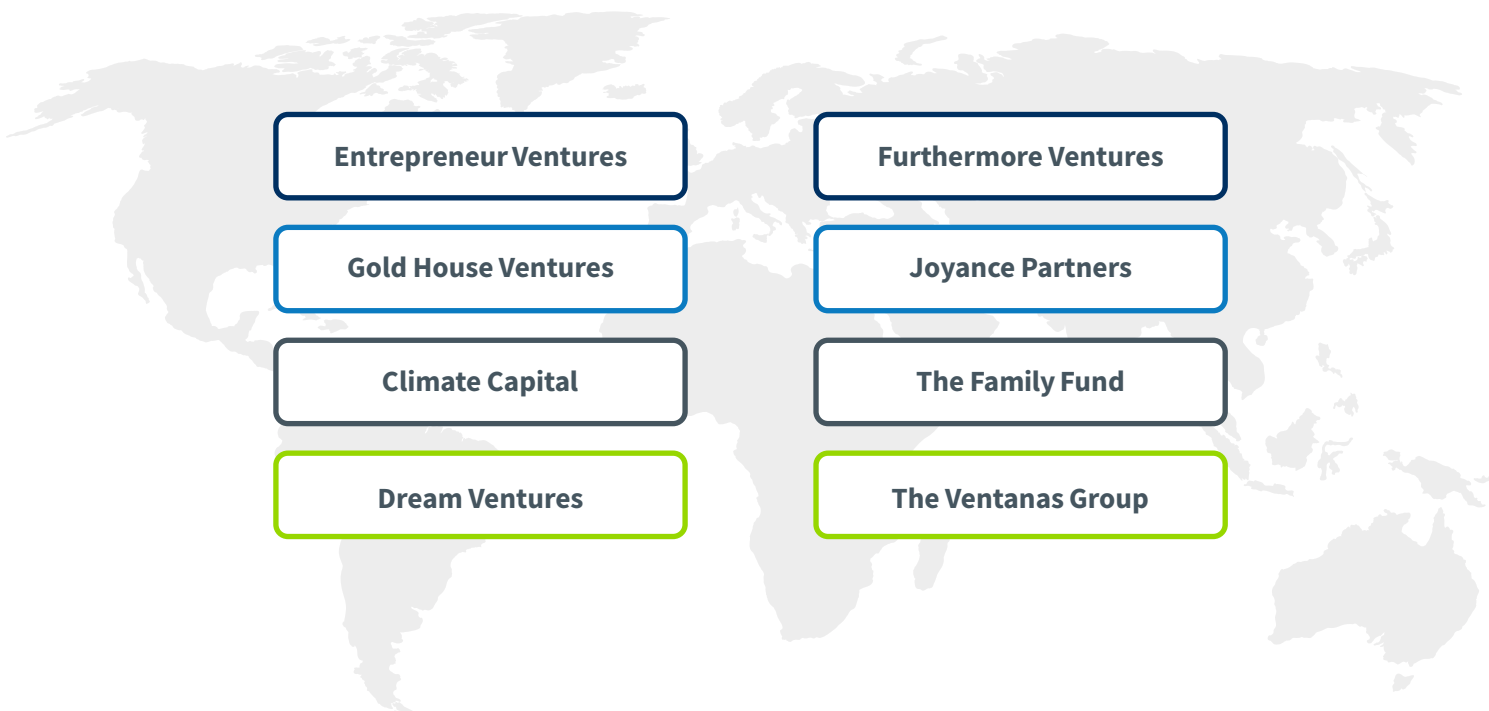 Entrepreneur Ventures
Furthermore Ventures
Gold House Ventures
Joyance Partners
Climate Capital
The Family Fund
Dream Ventures
The Ventanas Group